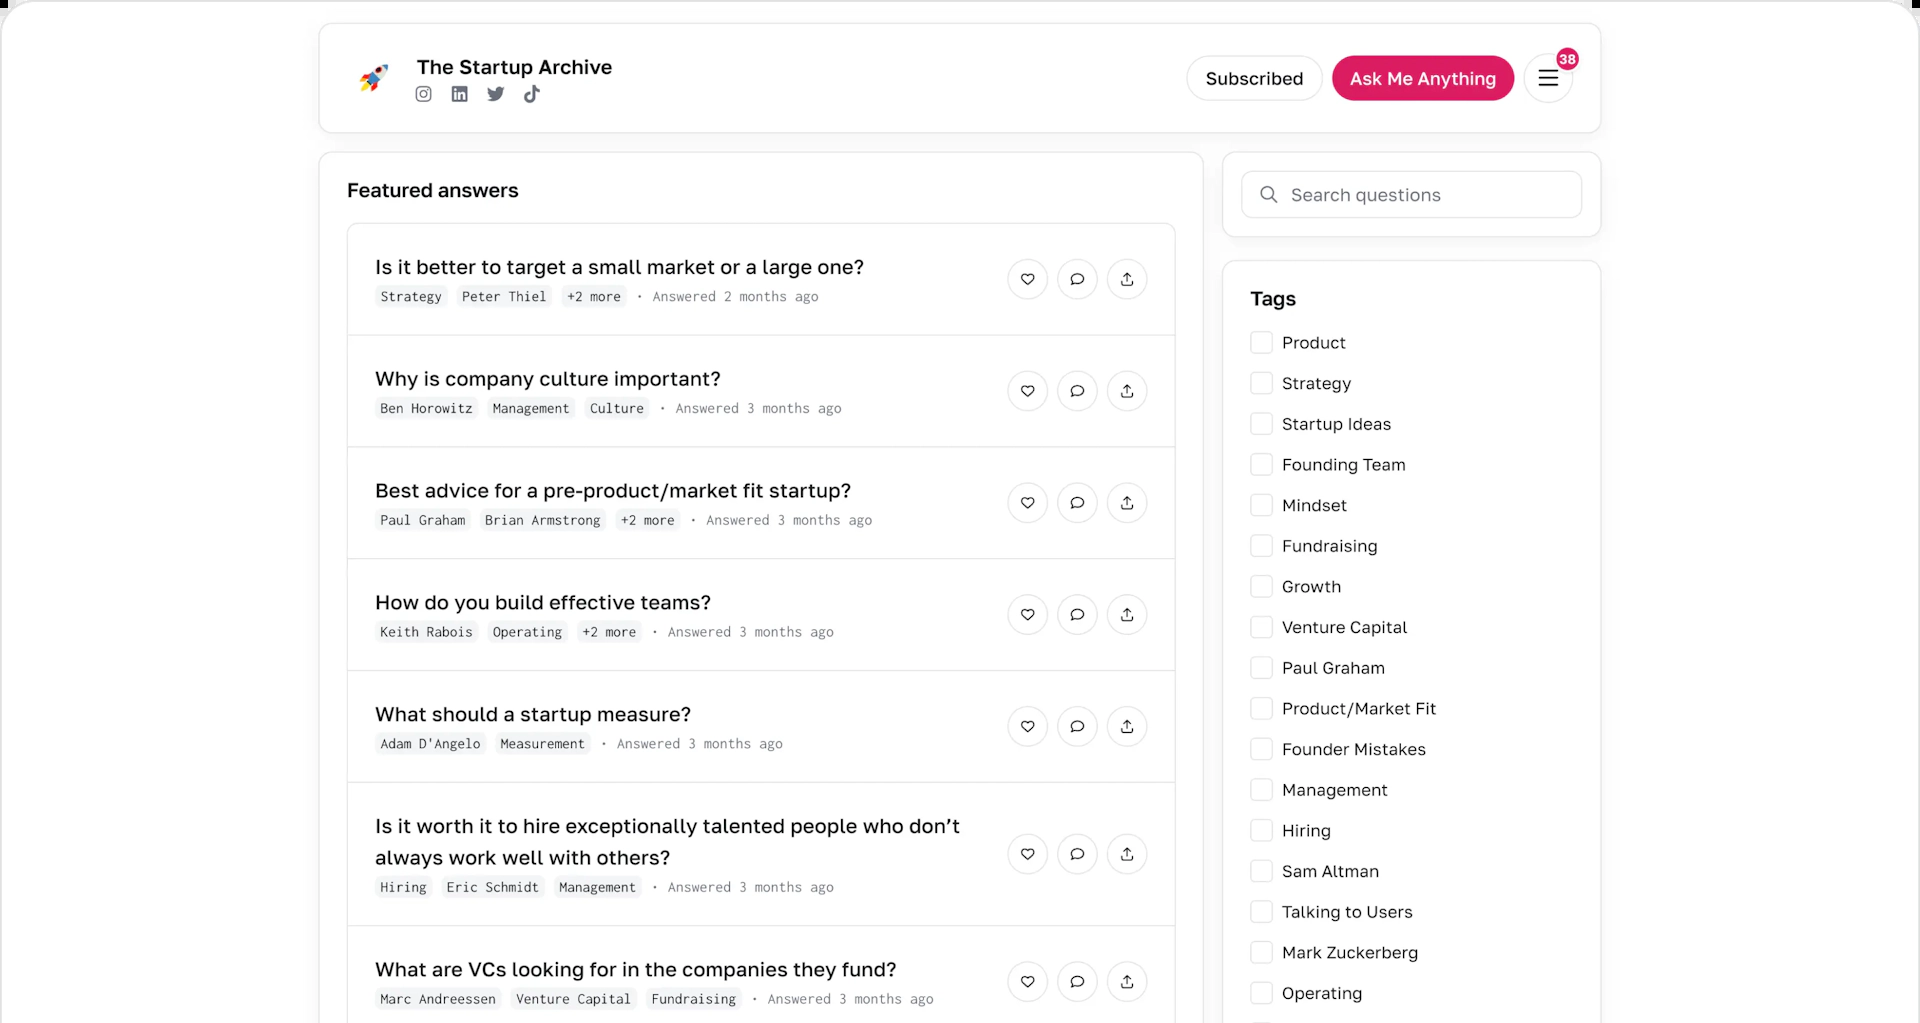 The Startup Archive
Subscribed
Ask Me Anything
38
Featured answers
Is it better to target a small market or a large one?
Strategy Peter Thiel +2 more · Answered 2 months ago
Why is company culture important?
Ben Horowitz Management Culture · Answered 3 months ago
Best advice for a pre-product/market fit startup?
Paul Graham Brian Armstrong +2 more · Answered 3 months ago
How do you build effective teams?
Keith Rabois Operating +2 more · Answered 3 months ago
What should a startup measure?
Adam D'Angelo Measurement · Answered 3 months ago
Is it worth it to hire exceptionally talented people who don’t
always work well with others?
Hiring Eric Schmidt Management · Answered 3 months ago
What are VCs looking for in the companies they fund?
Marc Andreessen Venture Capital Fundraising · Answered 3 months ago
Search questions
Tags
Product
Strategy
Startup Ideas
Founding Team
Mindset
Fundraising
Growth
Venture Capital
Paul Graham
Product/Market Fit
Founder Mistakes
Management
Hiring
Sam Altman
Talking to Users
Mark Zuckerberg
Operating